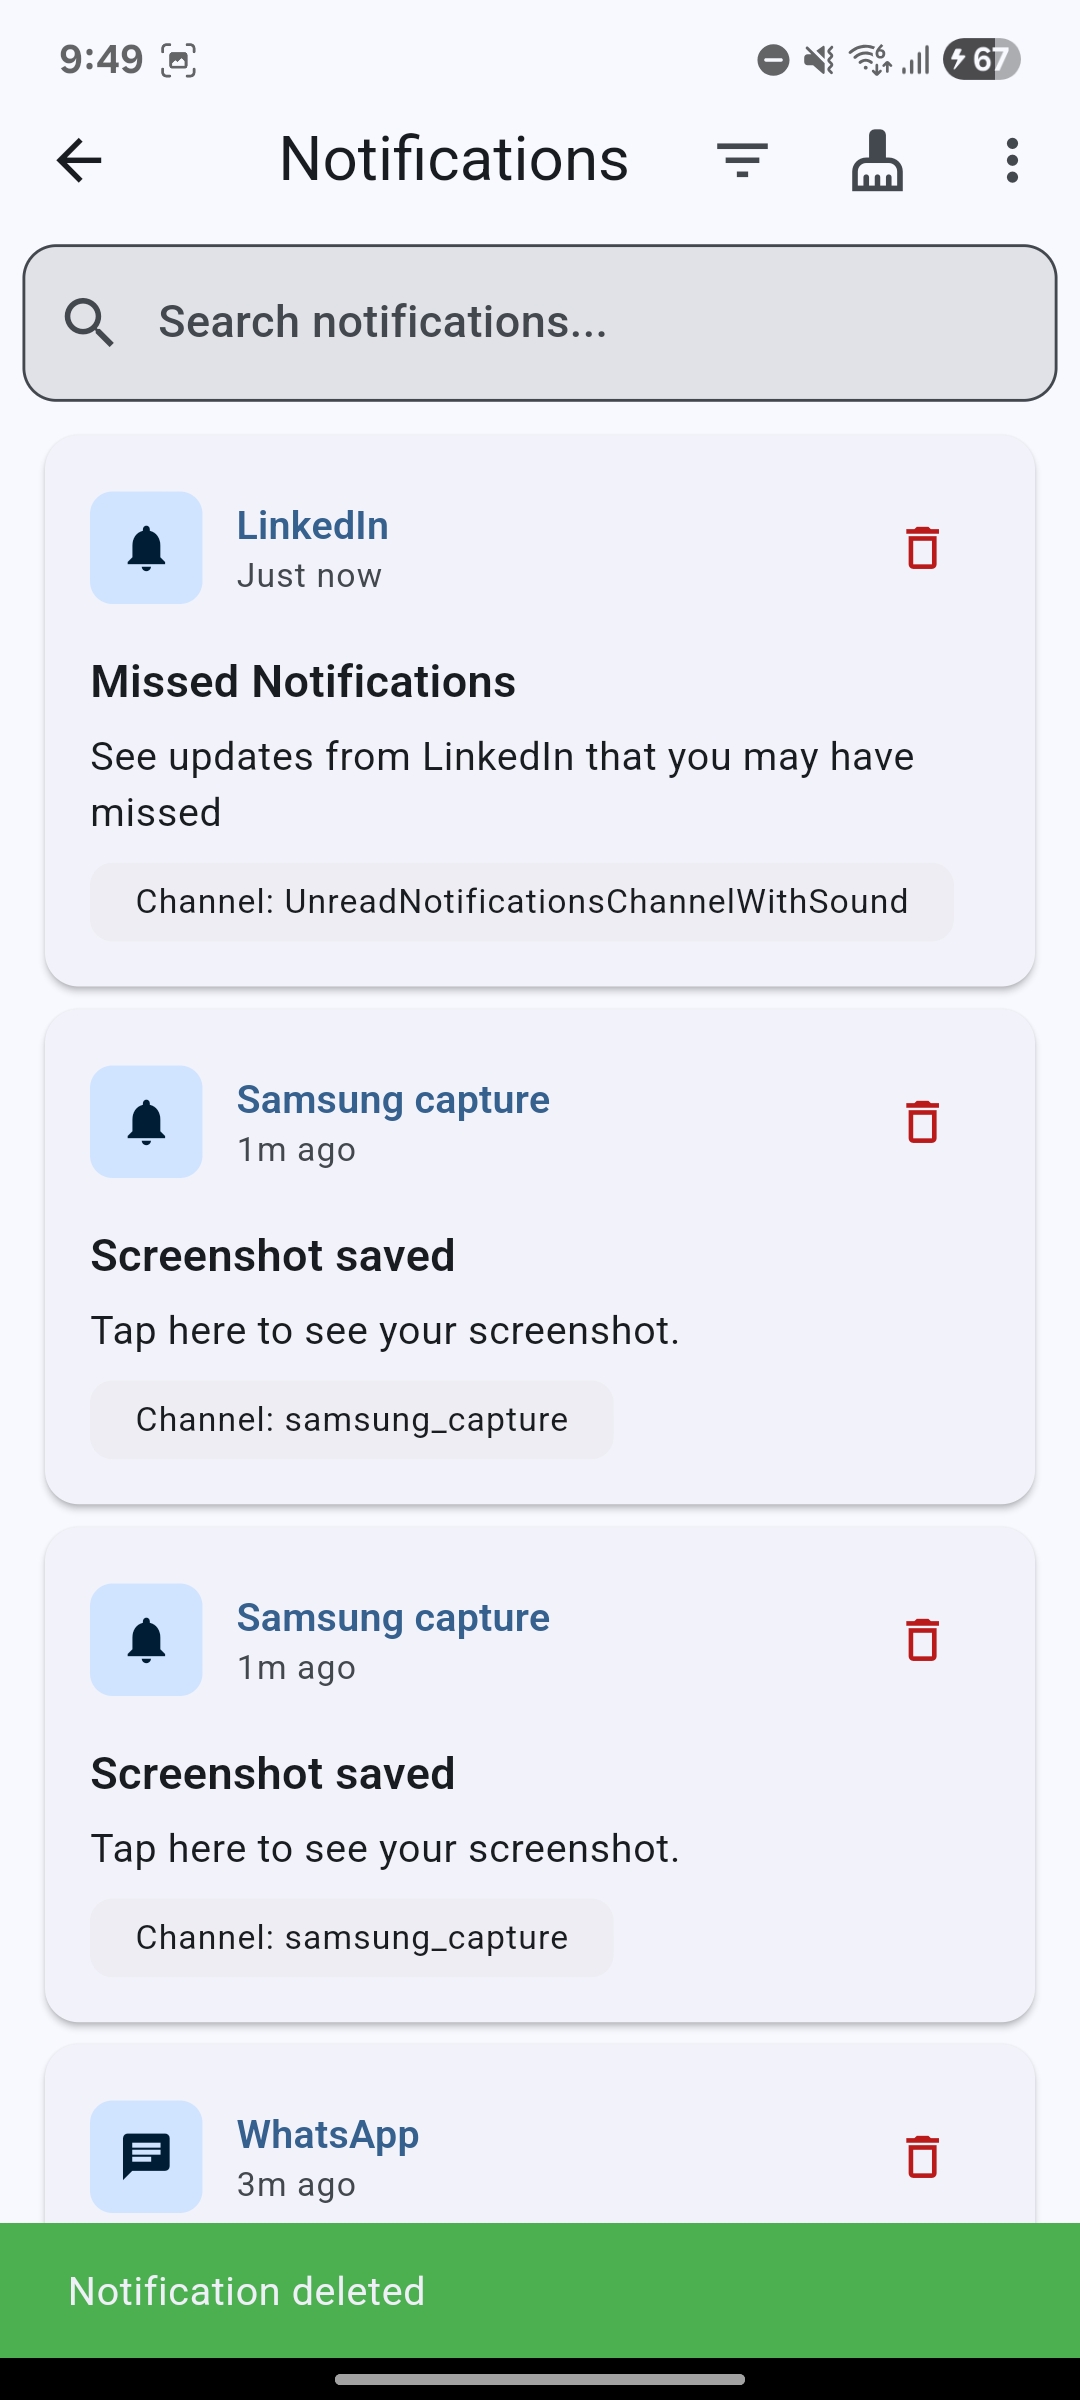 9:49
6
67
Notifications
Search notifications...
LinkedIn
Just now
Missed Notifications
See updates from LinkedIn that you may have
missed
Channel: UnreadNotificationsChannelWithSound
Samsung capture
1m ago
Screenshot saved
Tap here to see your screenshot.
Channel: samsung_capture
Samsung capture
1m ago
Screenshot saved
Tap here to see your screenshot.
Channel: samsung_capture
WhatsApp
3m ago
Notification deleted